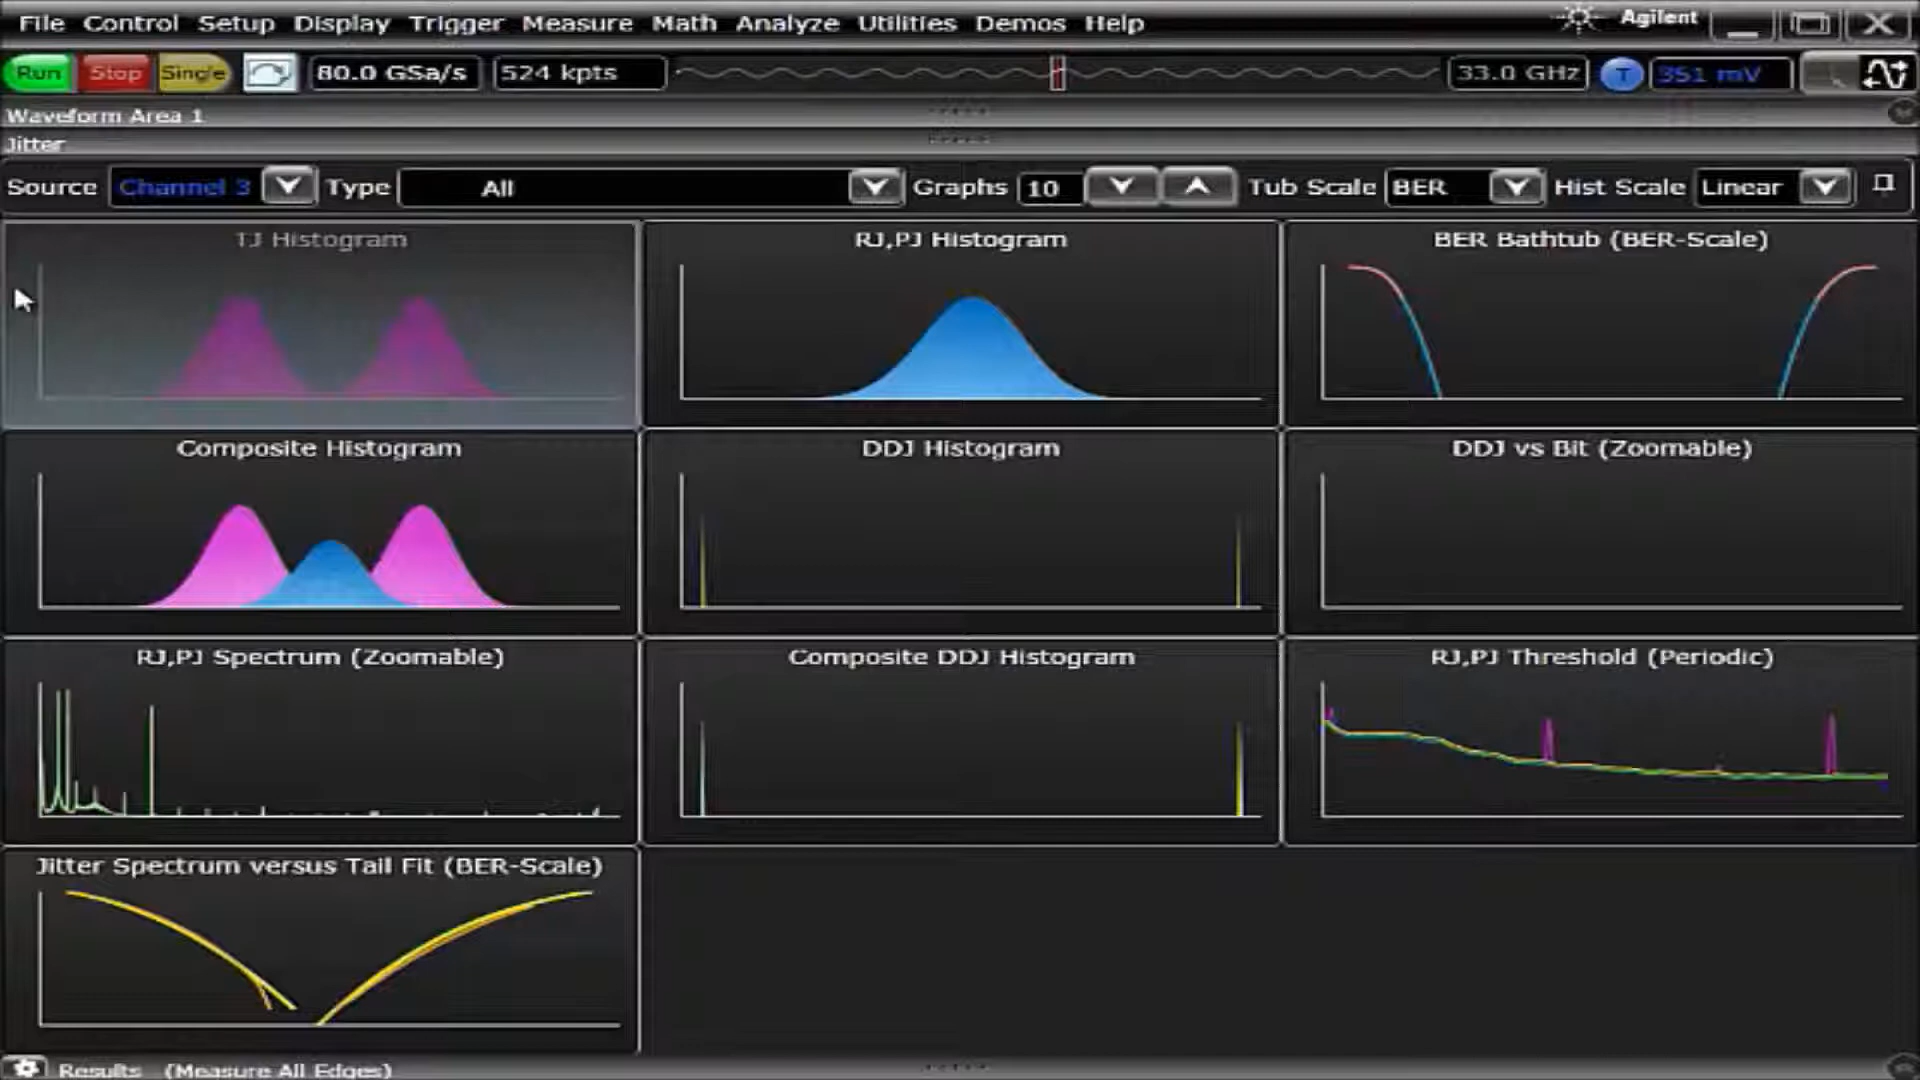 File Control Setup Display Trigger Measure Math Analyze Utilities Demos Help
Agilent
Run Stop Single 80.0 GSa/s 524 kpts 33.0 GHz T 351 mV
Waveform Area 1
Jitter
Source Channel 3 Type All Graphs 10 Tub Scale BER Hist Scale Linear
TJ Histogram
RJ,PJ Histogram
BER Bathtub (BER-Scale)
Composite Histogram
DDJ Histogram
DDJ vs Bit (Zoomable)
RJ,PJ Spectrum (Zoomable)
Composite DDJ Histogram
RJ,PJ Threshold (Periodic)
Jitter Spectrum versus Tail Fit (BER-Scale)
Results (Measure All Edges)